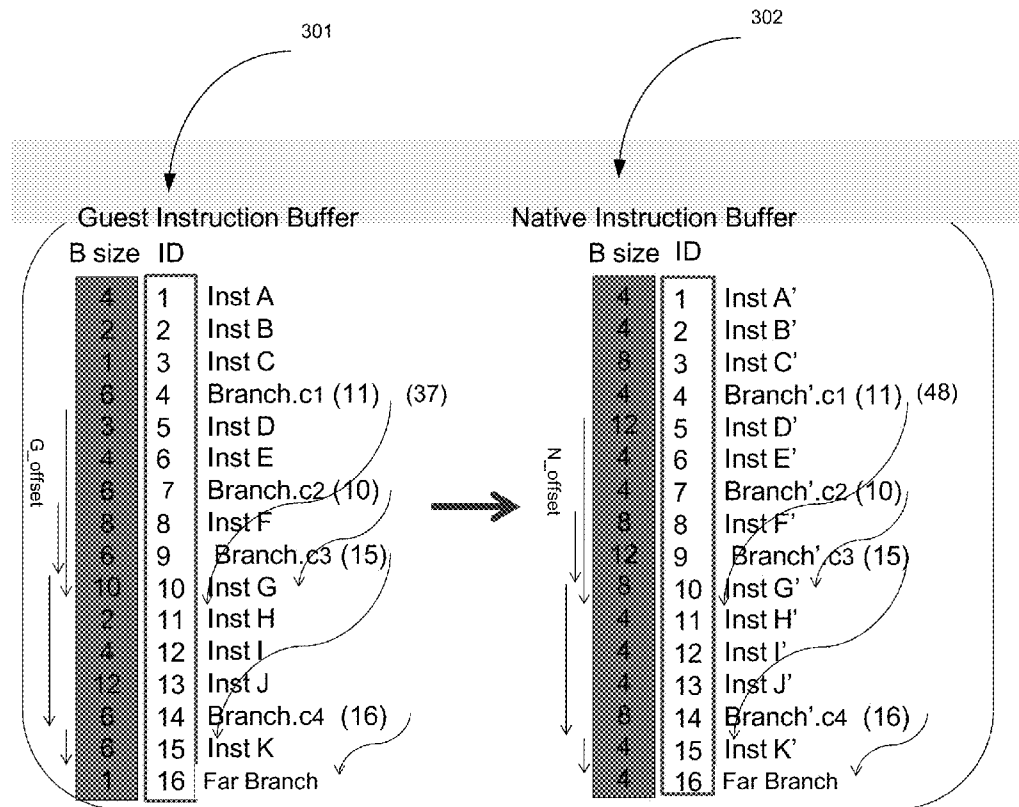 301
302
Guest Instruction Buffer
Native Instruction Buffer
B size ID
B size ID
4 1 Inst A
2 2 Inst B
1 3 Inst C
6 4 Branch.c1 (11) (37)
3 5 Inst D
4 6 Inst E
6 7 Branch.c2 (10)
8 8 Inst F
6 9 Branch.c3 (15)
10 10 Inst G
2 11 Inst H
4 12 Inst I
12 13 Inst J
6 14 Branch.c4 (16)
6 15 Inst K
1 16 Far Branch
G_offset
4 1 Inst A'
4 2 Inst B'
8 3 Inst C'
4 4 Branch'.c1 (11) (48)
12 5 Inst D'
4 6 Inst E'
4 7 Branch'.c2 (10)
8 8 Inst F'
12 9 Branch'.c3 (15)
8 10 Inst G'
4 11 Inst H'
4 12 Inst I'
4 13 Inst J'
8 14 Branch'.c4 (16)
4 15 Inst K'
4 16 Far Branch
N_offset